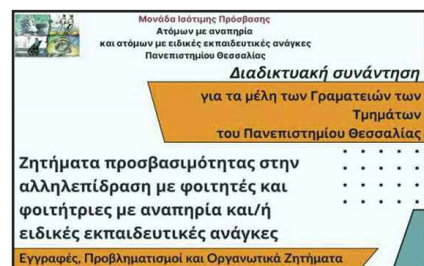 Μονάδα Ισότιμης Πρόσβασης
Ατόμων με αναπηρία
και ατόμων με ειδικές εκπαιδευτικές ανάγκες
Πανεπιστημίου Θεσσαλίας
Διαδικτυακή συνάντηση
για τα μέλη των Γραματειών των
Τμημάτων
του Πανεπιστημίου Θεσσαλίας
Ζητήματα προσβασιμότητας στην
αλληλεπίδραση με φοιτητές και
φοιτήτριες με αναπηρία και/ή
ειδικές εκπαιδευτικές ανάγκες
Εγγραφές, Προβληματισμοί και Οργανωτικά Ζητήματα